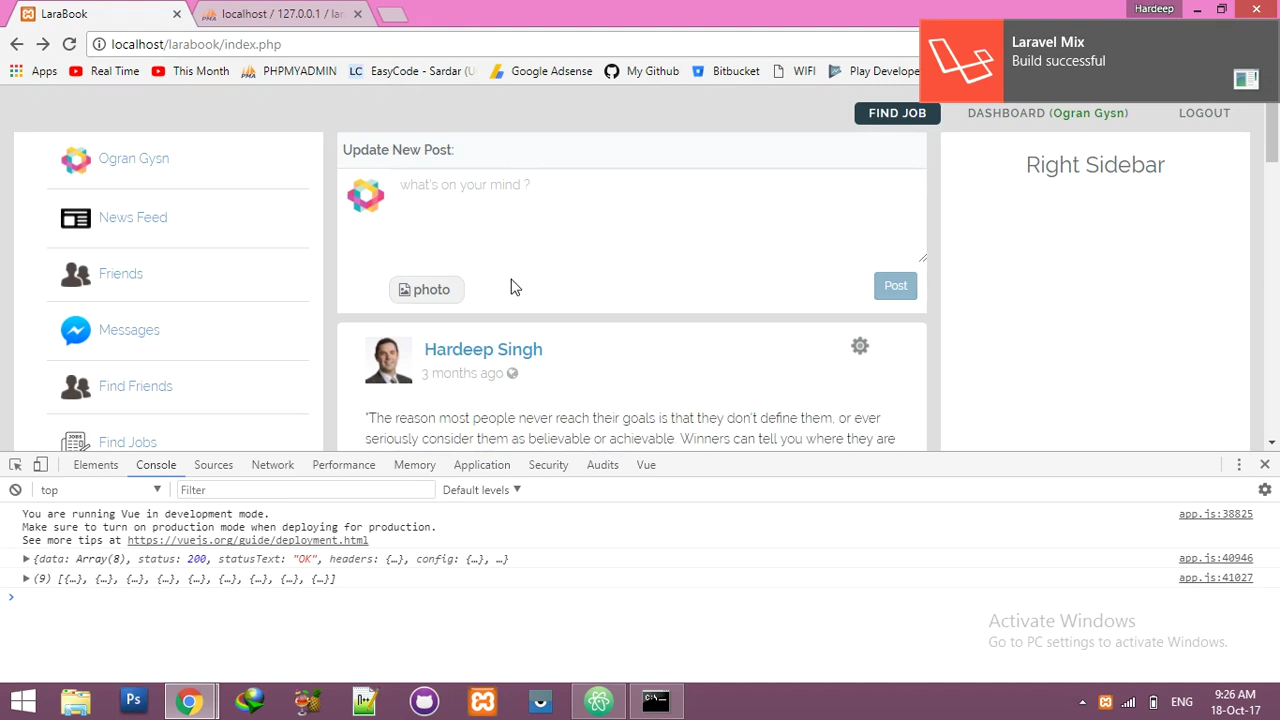 LaraBook
localhost / 127.0.0.1 / lar
Hardeep
localhost/larabook/index.php
Laravel Mix
Build successful
Apps
Real Time
This Month
PHPMYADMIN
LC EasyCode - Sardar (U
Google Adsense
My Github
Bitbucket
WIFI
Play Develope
FIND JOB
DASHBOARD (Ogran Gysn)
LOGOUT
Ogran Gysn
News Feed
Friends
Messages
Find Friends
JOBS
Find Jobs
Update New Post:
what's on your mind ?
photo
Post
Hardeep Singh
3 months ago
"The reason most people never reach their goals is that they don't define them, or ever
seriously consider them as believable or achievable. Winners can tell you where they are
Right Sidebar
Elements Console Sources Network Performance Memory Application Security Audits Vue
top
Filter
Default levels
You are running Vue in development mode.
app.js:38825
Make sure to turn on production mode when deploying for production.
See more tips at https://vuejs.org/guide/deployment.html
{data: Array(8), status: 200, statusText: "OK", headers: {…}, config: {…}, …}
app.js:40946
(9) [{…}, {…}, {…}, {…}, {…}, {…}, {…}, {…}, {…}]
app.js:41027
Activate Windows
Go to PC settings to activate Windows.
Ps
ENG
9:26 AM
18-Oct-17